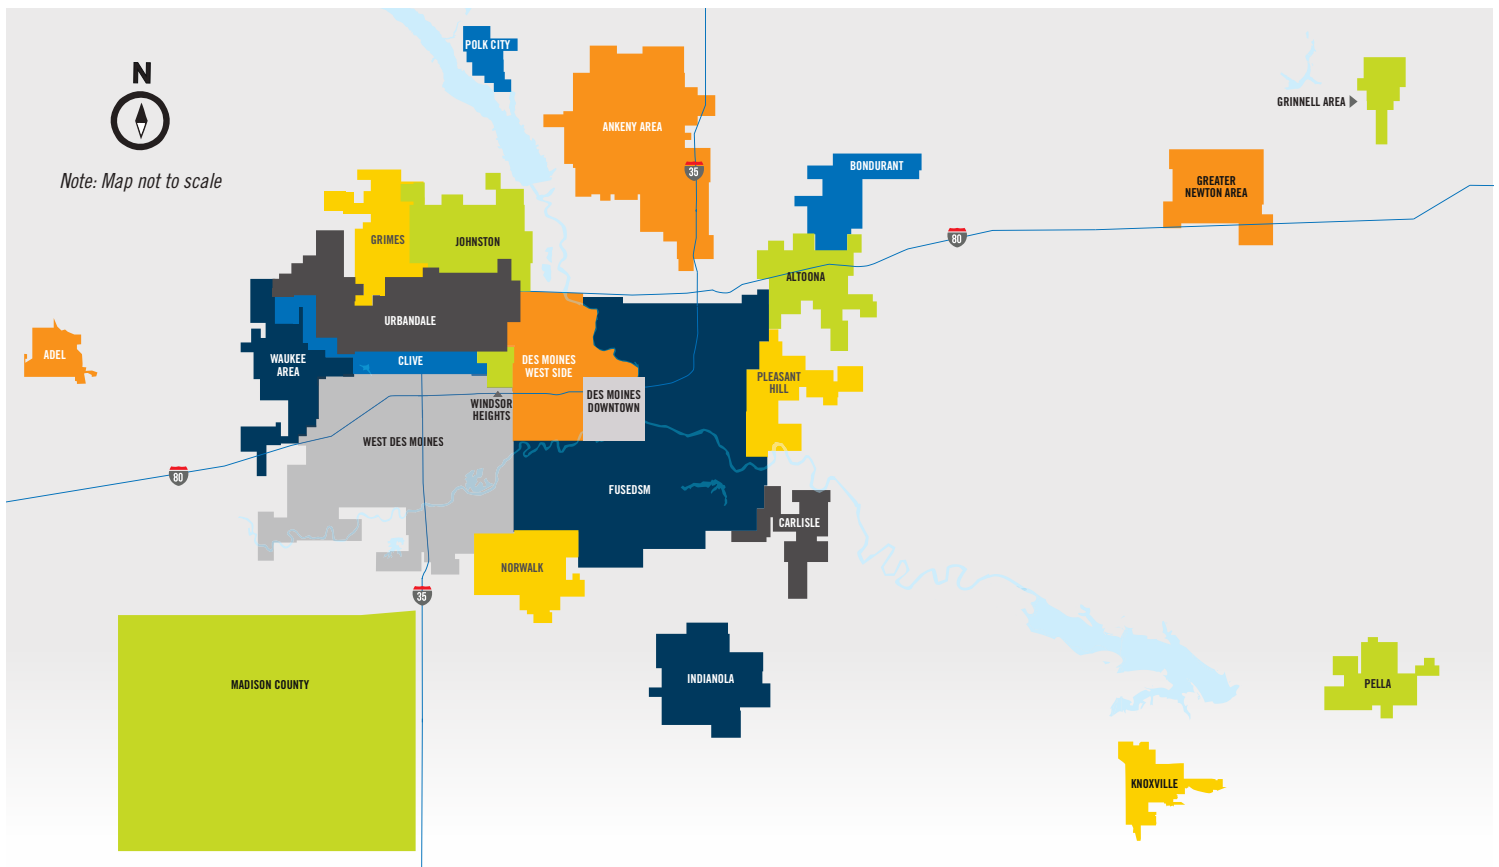 POLK CITY
N
Note: Map not to scale
ANKENY AREA
GRINNELL AREA
35
BONDURANT
GREATER
NEWTON AREA
GRIMES
JOHNSTON
80
ALTOONA
URBANDALE
ADEL
WAUKEE
AREA
CLIVE
DES MOINES
WEST SIDE
PLEASANT
HILL
DES MOINES
DOWNTOWN
WINDSOR
HEIGHTS
WEST DES MOINES
80
FUSEDSM
CARLISLE
NORWALK
35
MADISON COUNTY
INDIANOLA
PELLA
KNOXVILLE